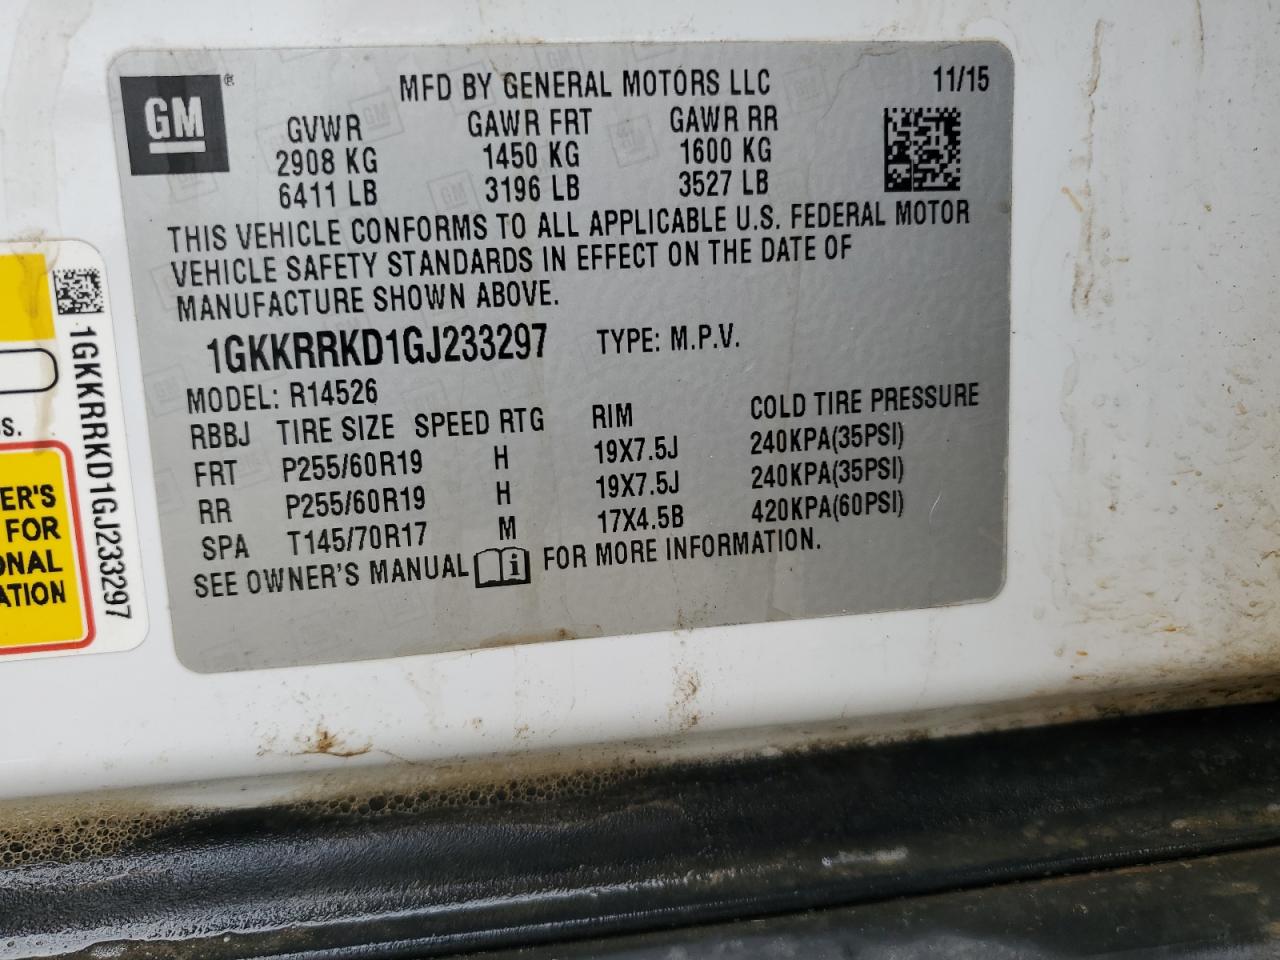 GM ®
MFD BY GENERAL MOTORS LLC 11/15
GVWR GAWR FRT GAWR RR
2908 KG 1450 KG 1600 KG
6411 LB 3196 LB 3527 LB
THIS VEHICLE CONFORMS TO ALL APPLICABLE U.S. FEDERAL MOTOR
VEHICLE SAFETY STANDARDS IN EFFECT ON THE DATE OF
MANUFACTURE SHOWN ABOVE.
1GKKRRKD1GJ233297 TYPE: M.P.V.
MODEL: R14526
RBBJ TIRE SIZE SPEED RTG RIM COLD TIRE PRESSURE
FRT P255/60R19 H 19X7.5J 240KPA(35PSI)
RR P255/60R19 H 19X7.5J 240KPA(35PSI)
SPA T145/70R17 M 17X4.5B 420KPA(60PSI)
SEE OWNER'S MANUAL i FOR MORE INFORMATION.
1GKKRRKD1GJ233297
S.
ER'S
FOR
ONAL
ATION